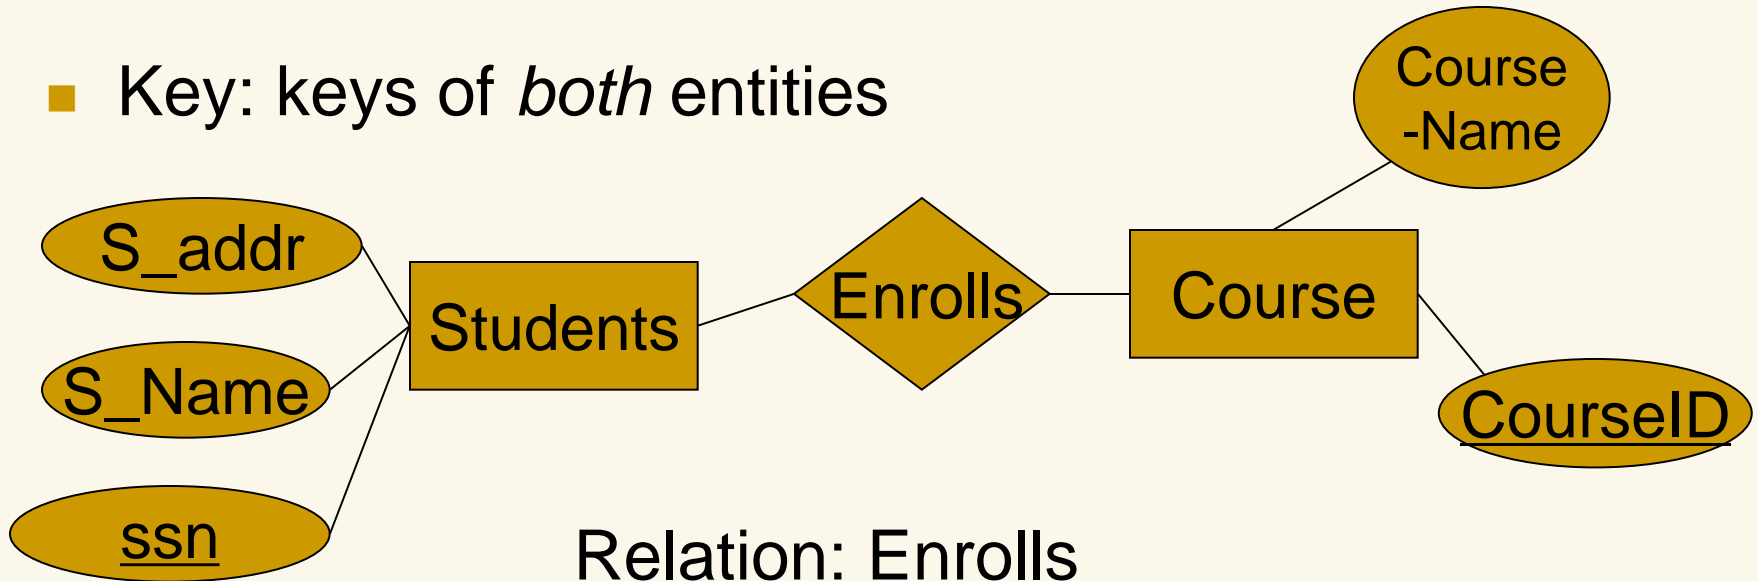 Key: keys of both entities
Course
-Name
S_addr
Students
Enrolls
Course
S_Name
CourseID
ssn
Relation: Enrolls